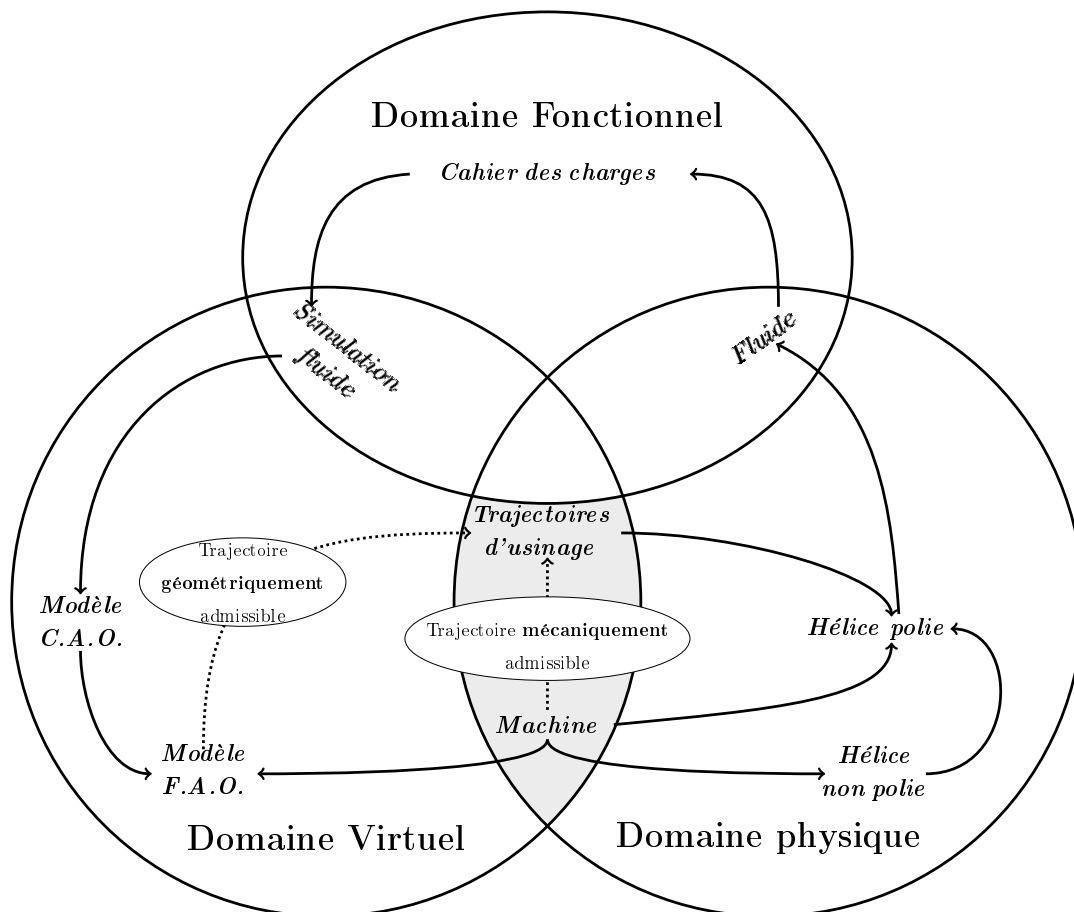 Domaine Fonctionnel
Cahier des charges
Simulation
fluide
Fluide
Trajectoires
d'usinage
Trajectoire
géométriquement
admissible
Modèle
C.A.O.
Trajectoire mécaniquement
admissible
Hélice polie
Machine
Modèle
F.A.O.
Hélice
non polie
Domaine Virtuel
Domaine physique